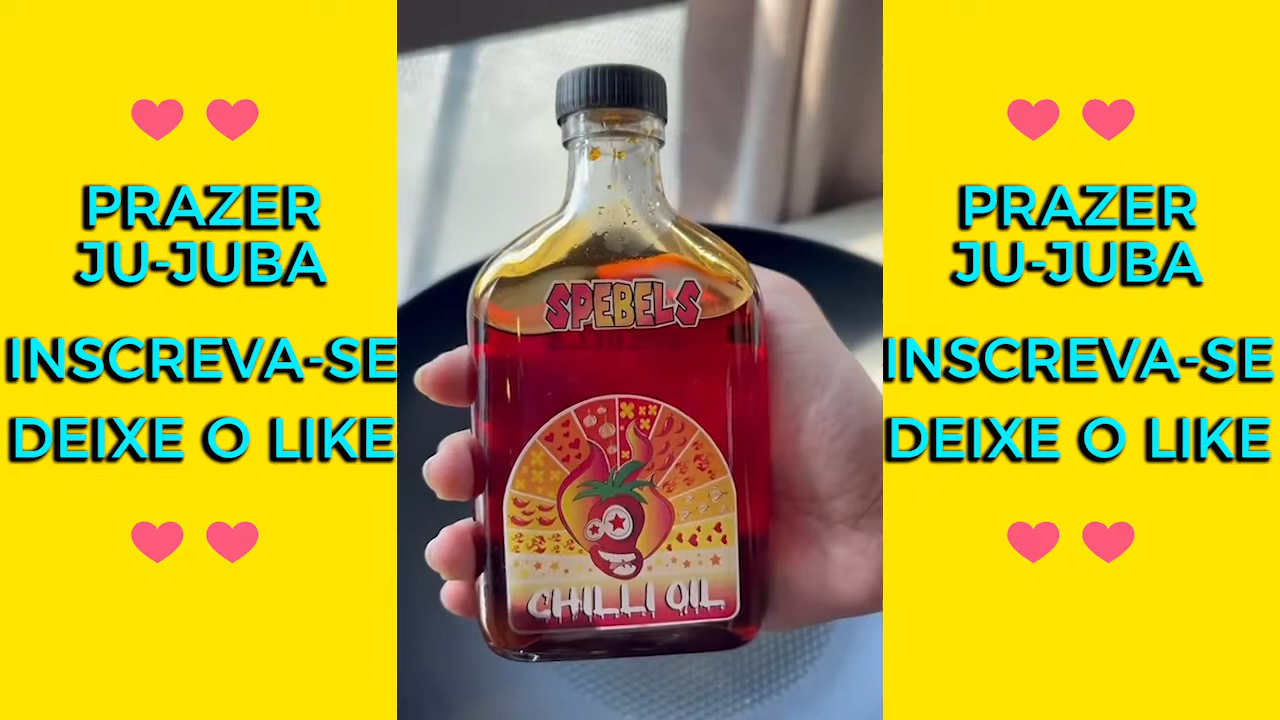 PRAZER
JU-JUBA
INSCREVA-SE
DEIXE O LIKE
SPEBELS
CHILLI OIL
PRAZER
JU-JUBA
INSCREVA-SE
DEIXE O LIKE